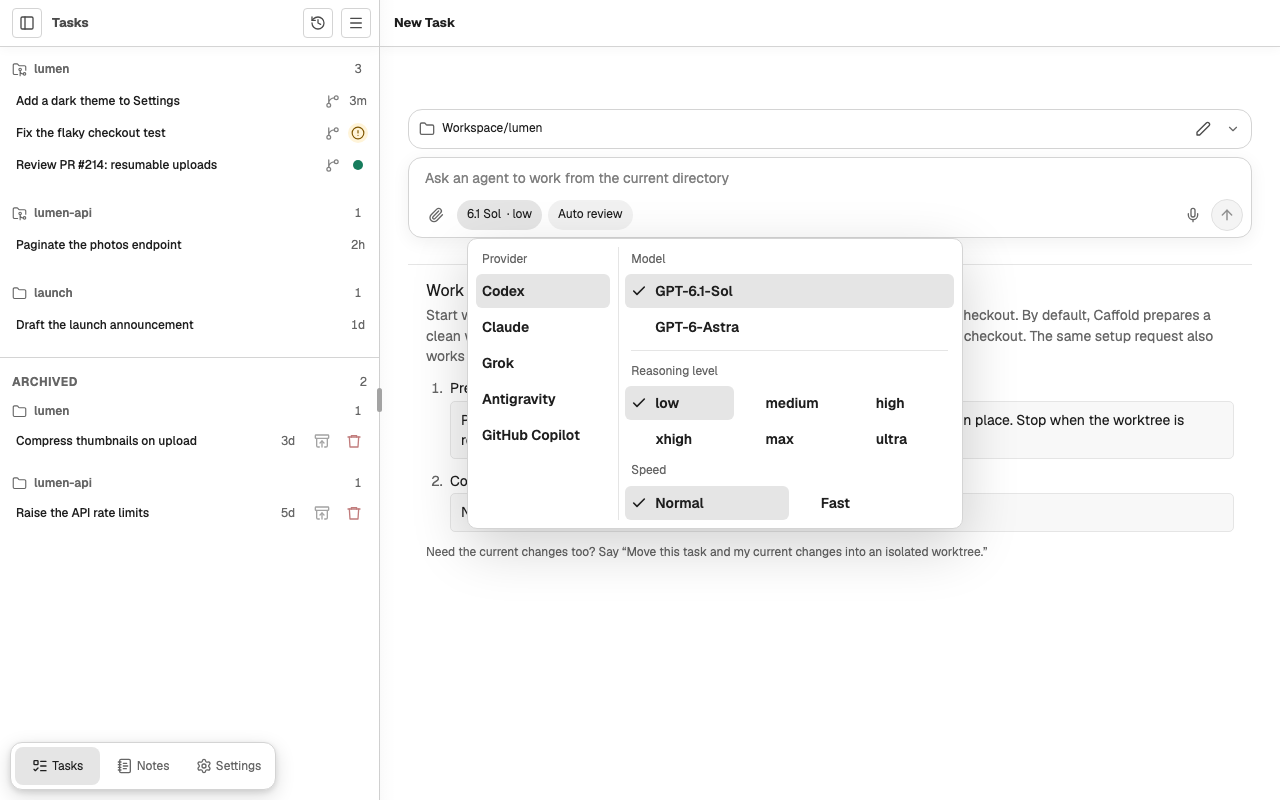 Tasks
New Task
lumen 3
Add a dark theme to Settings 3m
Fix the flaky checkout test
Review PR #214: resumable uploads
lumen-api 1
Paginate the photos endpoint 2h
launch 1
Draft the launch announcement 1d
ARCHIVED 2
lumen 1
Compress thumbnails on upload 3d
lumen-api 1
Raise the API rate limits 5d
Tasks Notes Settings
Workspace/lumen
Ask an agent to work from the current directory
6.1 Sol · low Auto review
Provider
Codex
Claude
Grok
Antigravity
GitHub Copilot
Model
GPT-6.1-Sol
GPT-6-Astra
Reasoning level
low medium high
xhigh max ultra
Speed
Normal Fast
Work
Start
checkout. By default, Caffold prepares a
clean
checkout. The same setup request also
works
1.
in place. Stop when the worktree is
2.
Need the current changes too? Say “Move this task and my current changes into an isolated worktree.”